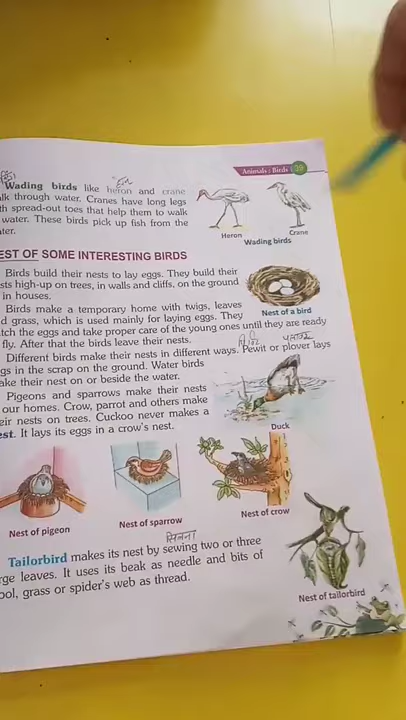 Animals : Birds 39
Wading birds like heron and crane
lk through water. Cranes have long legs
th spread-out toes that help them to walk
water. These birds pick up fish from the
ter.
Heron
Crane
Wading birds
EST OF SOME INTERESTING BIRDS
Birds build their nests to lay eggs. They build their
sts high-up on trees, in walls and cliffs, on the ground
in houses.
Nest of a bird
Birds make a temporary home with twigs, leaves
d grass, which is used mainly for laying eggs. They
tch the eggs and take proper care of the young ones until they are ready
fly. After that the birds leave their nests.
Different birds make their nests in different ways. Pewit or plover lays
gs in the scrap on the ground. Water birds
ake their nest on or beside the water.
Pigeons and sparrows make their nests
our homes. Crow, parrot and others make
eir nests on trees. Cuckoo never makes a
est. It lays its eggs in a crow's nest.
Duck
Nest of pigeon
Nest of sparrow
Nest of crow
सिलना
Tailorbird makes its nest by sewing two or three
rge leaves. It uses its beak as needle and bits of
ool, grass or spider's web as thread.
Nest of tailorbird